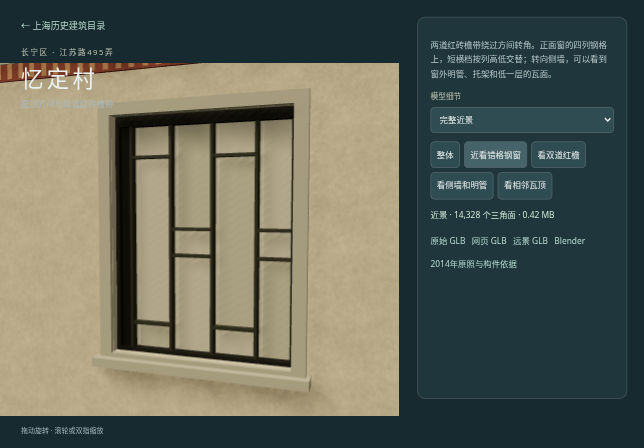 ← 上海历史建筑目录
长宁区 · 江苏路495弄
忆定村
两道红砖檐带绕过方间转角。正面窗的四列钢格
上，短横档按列高低交替；转向侧墙，可以看到
窗外明管、托架和低一层的瓦面。
模型细节
完整近景
整体 近看错格钢窗 看双道红檐
看侧墙和明管 看相邻瓦顶
近景 · 14,328 个三角面 · 0.42 MB
原始 GLB 网页 GLB 远景 GLB Blender
2014年原照与构件依据
拖动旋转 · 滚轮或双指缩放